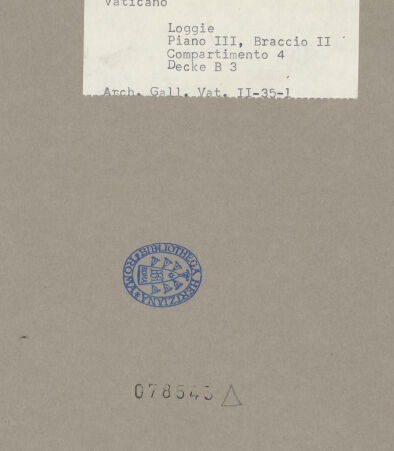 Vaticano
Loggie
Piano III, Braccio II
Compartimento 4
Decke B 3
Arch. Gall. Vat. II-35-1
BIBLIOTHECA HERTZIANA * ROMA *